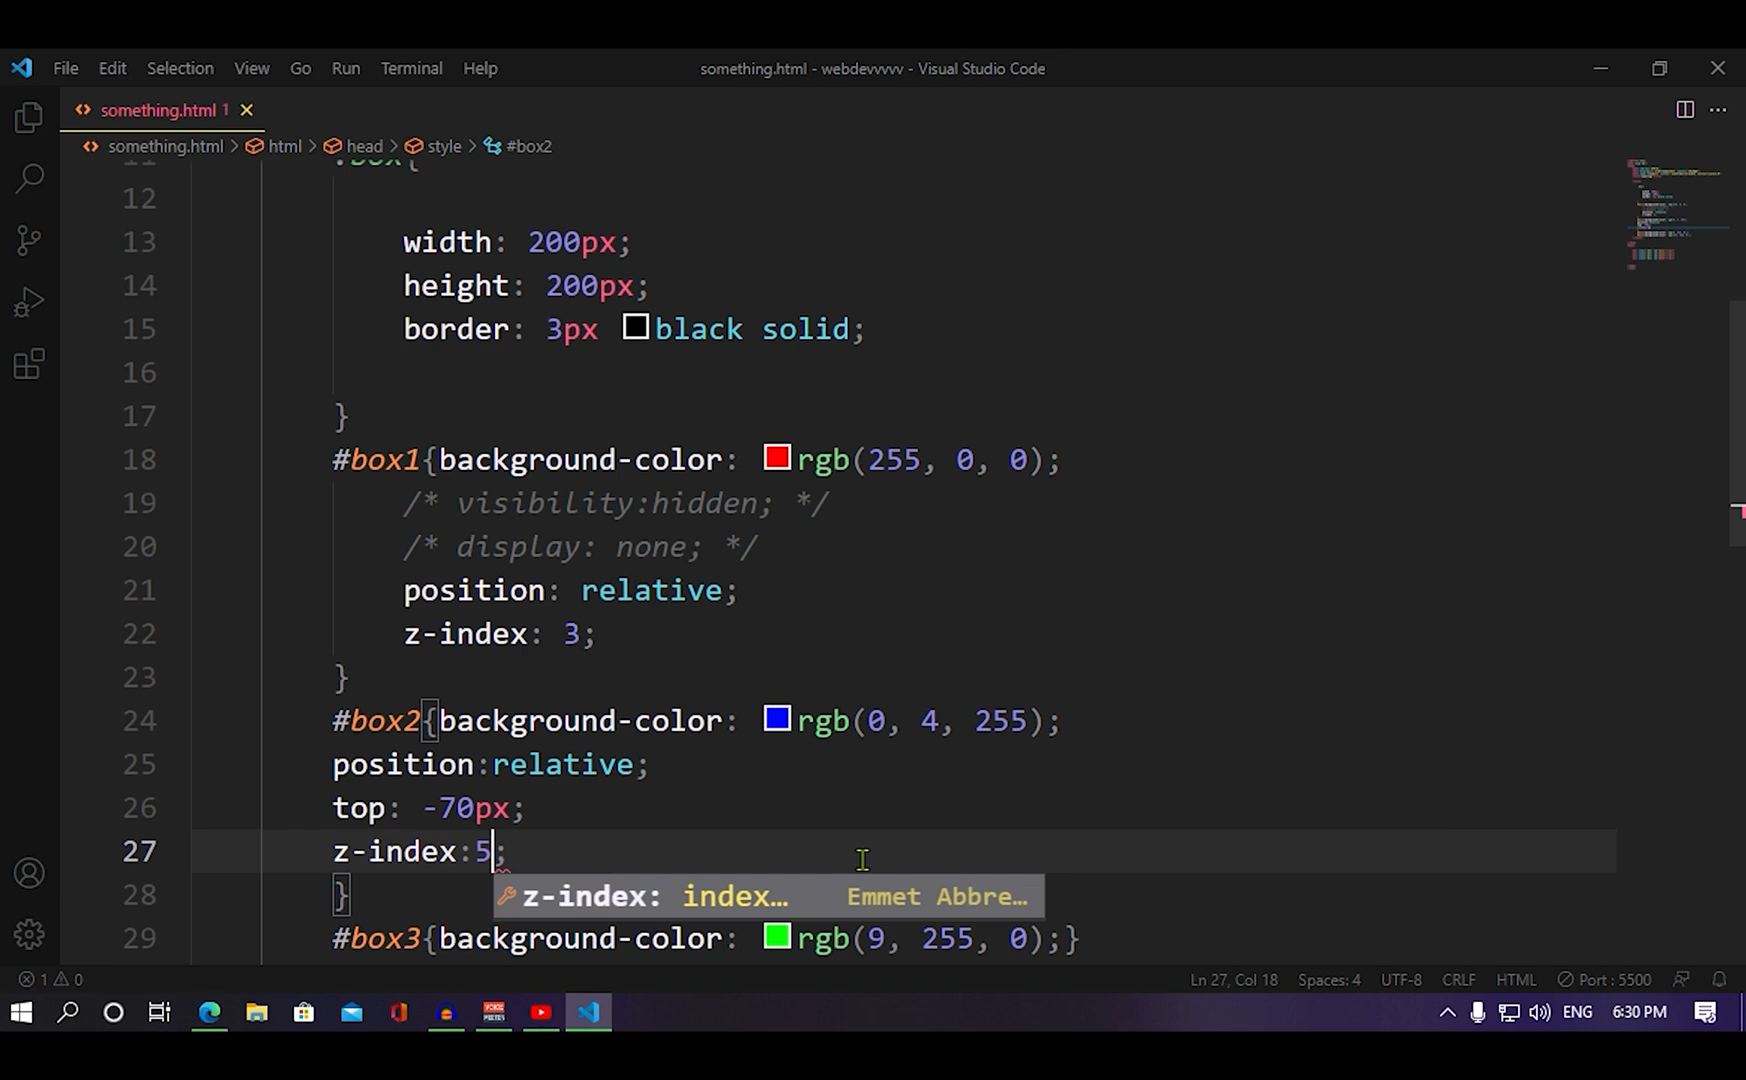 File Edit Selection View Go Run Terminal Help
something.html - webdevvvvv - Visual Studio Code
something.html 1
something.html > html > head > style > #box2
11 .box{
12
13 width: 200px;
14 height: 200px;
15 border: 3px black solid;
16
17 }
18 #box1{background-color: rgb(255, 0, 0);
19 /* visibility:hidden; */
20 /* display: none; */
21 position: relative;
22 z-index: 3;
23 }
24 #box2{background-color: rgb(0, 4, 255);
25 position:relative;
26 top: -70px;
27 z-index:5;
z-index: index… Emmet Abbre…
28 }
29 #box3{background-color: rgb(9, 255, 0);}
1 0
Ln 27, Col 18 Spaces: 4 UTF-8 CRLF HTML Port : 5500
ENG 6:30 PM